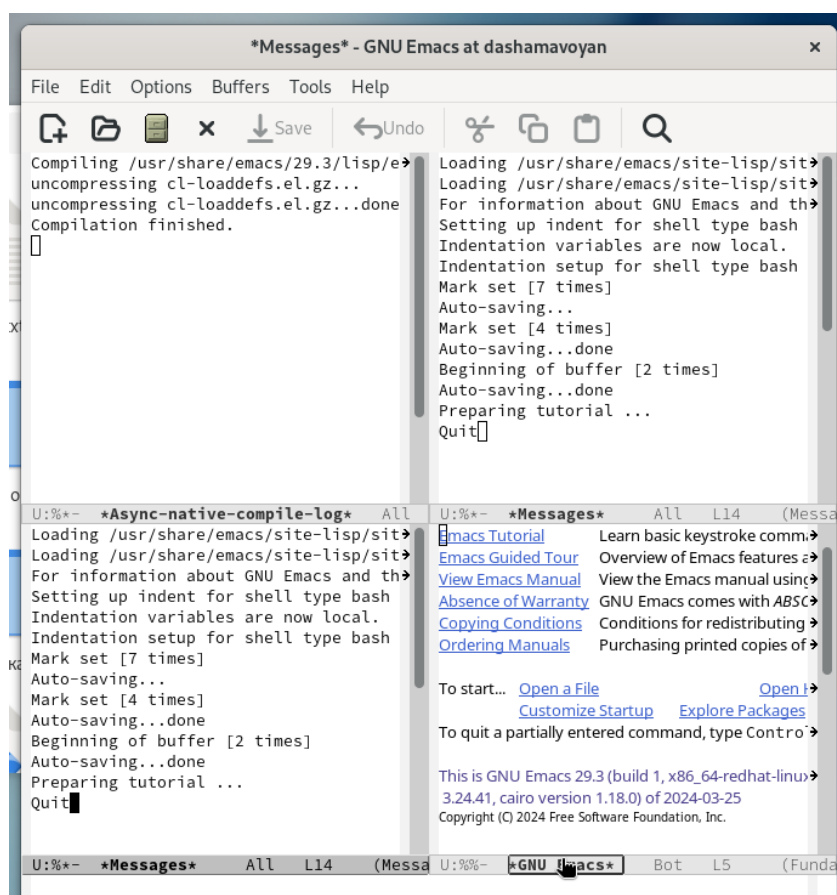 *Messages* - GNU Emacs at dashamavoyan
File Edit Options Buffers Tools Help
Save Undo
Compiling /usr/share/emacs/29.3/lisp/e
uncompressing cl-loaddefs.el.gz...
uncompressing cl-loaddefs.el.gz...done
Compilation finished.
U:%*- *Async-native-compile-log* All
Loading /usr/share/emacs/site-lisp/sit
Loading /usr/share/emacs/site-lisp/sit
For information about GNU Emacs and th
Setting up indent for shell type bash
Indentation variables are now local.
Indentation setup for shell type bash
Mark set [7 times]
Auto-saving...
Mark set [4 times]
Auto-saving...done
Beginning of buffer [2 times]
Auto-saving...done
Preparing tutorial ...
Quit
U:%*- *Messages* All L14 (Messa
Loading /usr/share/emacs/site-lisp/sit
Loading /usr/share/emacs/site-lisp/sit
For information about GNU Emacs and th
Setting up indent for shell type bash
Indentation variables are now local.
Indentation setup for shell type bash
Mark set [7 times]
Auto-saving...
Mark set [4 times]
Auto-saving...done
Beginning of buffer [2 times]
Auto-saving...done
Preparing tutorial ...
Quit
U:%*- *Messages* All L14 (Messa
Emacs Tutorial Learn basic keystroke comm
Emacs Guided Tour Overview of Emacs features
View Emacs Manual View the Emacs manual using
Absence of Warranty GNU Emacs comes with ABSO
Copying Conditions Conditions for redistributing
Ordering Manuals Purchasing printed copies of
To start... Open a File Open
Customize Startup Explore Packages
To quit a partially entered command, type Contro
This is GNU Emacs 29.3 (build 1, x86_64-redhat-linux
3.24.41, cairo version 1.18.0) of 2024-03-25
Copyright (C) 2024 Free Software Foundation, Inc.
U:%%- *GNU Emacs* Bot L5 (Funda